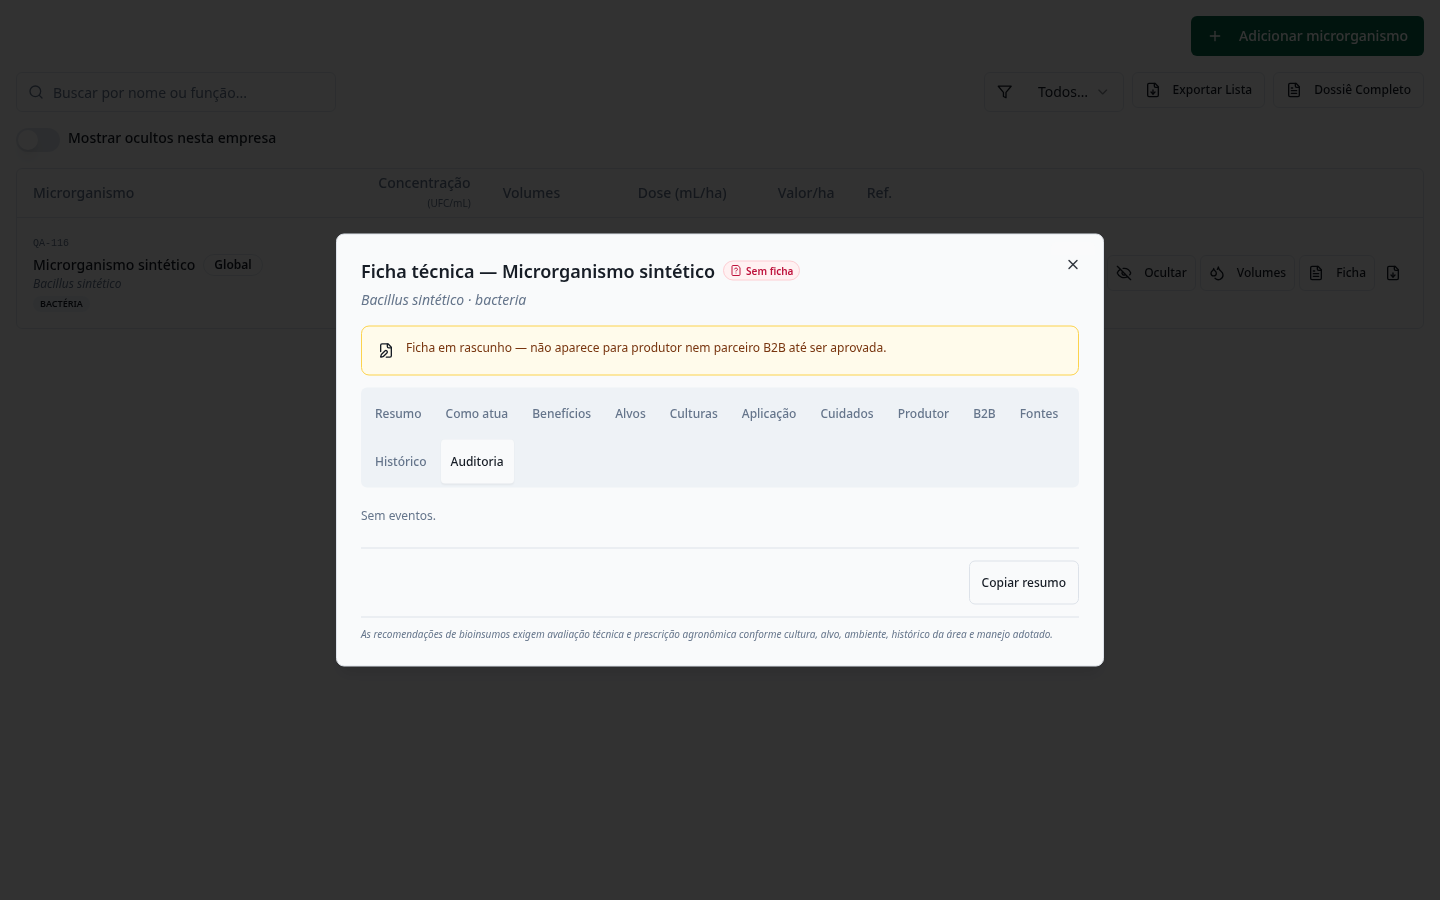 Adicionar microrganismo
Buscar por nome ou função...
Todos...
Exportar Lista
Dossiê Completo
Mostrar ocultos nesta empresa
Microrganismo
Concentração
(UFC/mL)
Volumes
Dose (mL/ha)
Valor/ha
Ref.
QA-116
Microrganismo sintético
Global
Bacillus sintético
BACTÉRIA
Ocultar
Volumes
Ficha
Ficha técnica — Microrganismo sintético
Sem ficha
Bacillus sintético · bacteria
Ficha em rascunho — não aparece para produtor nem parceiro B2B até ser aprovada.
Resumo
Como atua
Benefícios
Alvos
Culturas
Aplicação
Cuidados
Produtor
B2B
Fontes
Histórico
Auditoria
Sem eventos.
Copiar resumo
As recomendações de bioinsumos exigem avaliação técnica e prescrição agronômica conforme cultura, alvo, ambiente, histórico da área e manejo adotado.